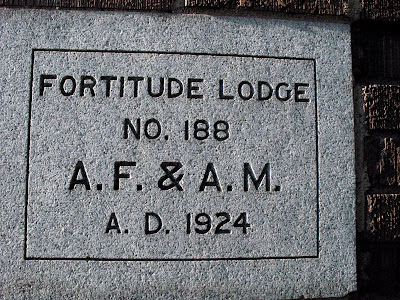 FORTITUDE LODGE
NO. 188
A. F. & A. M.
A. D. 1924